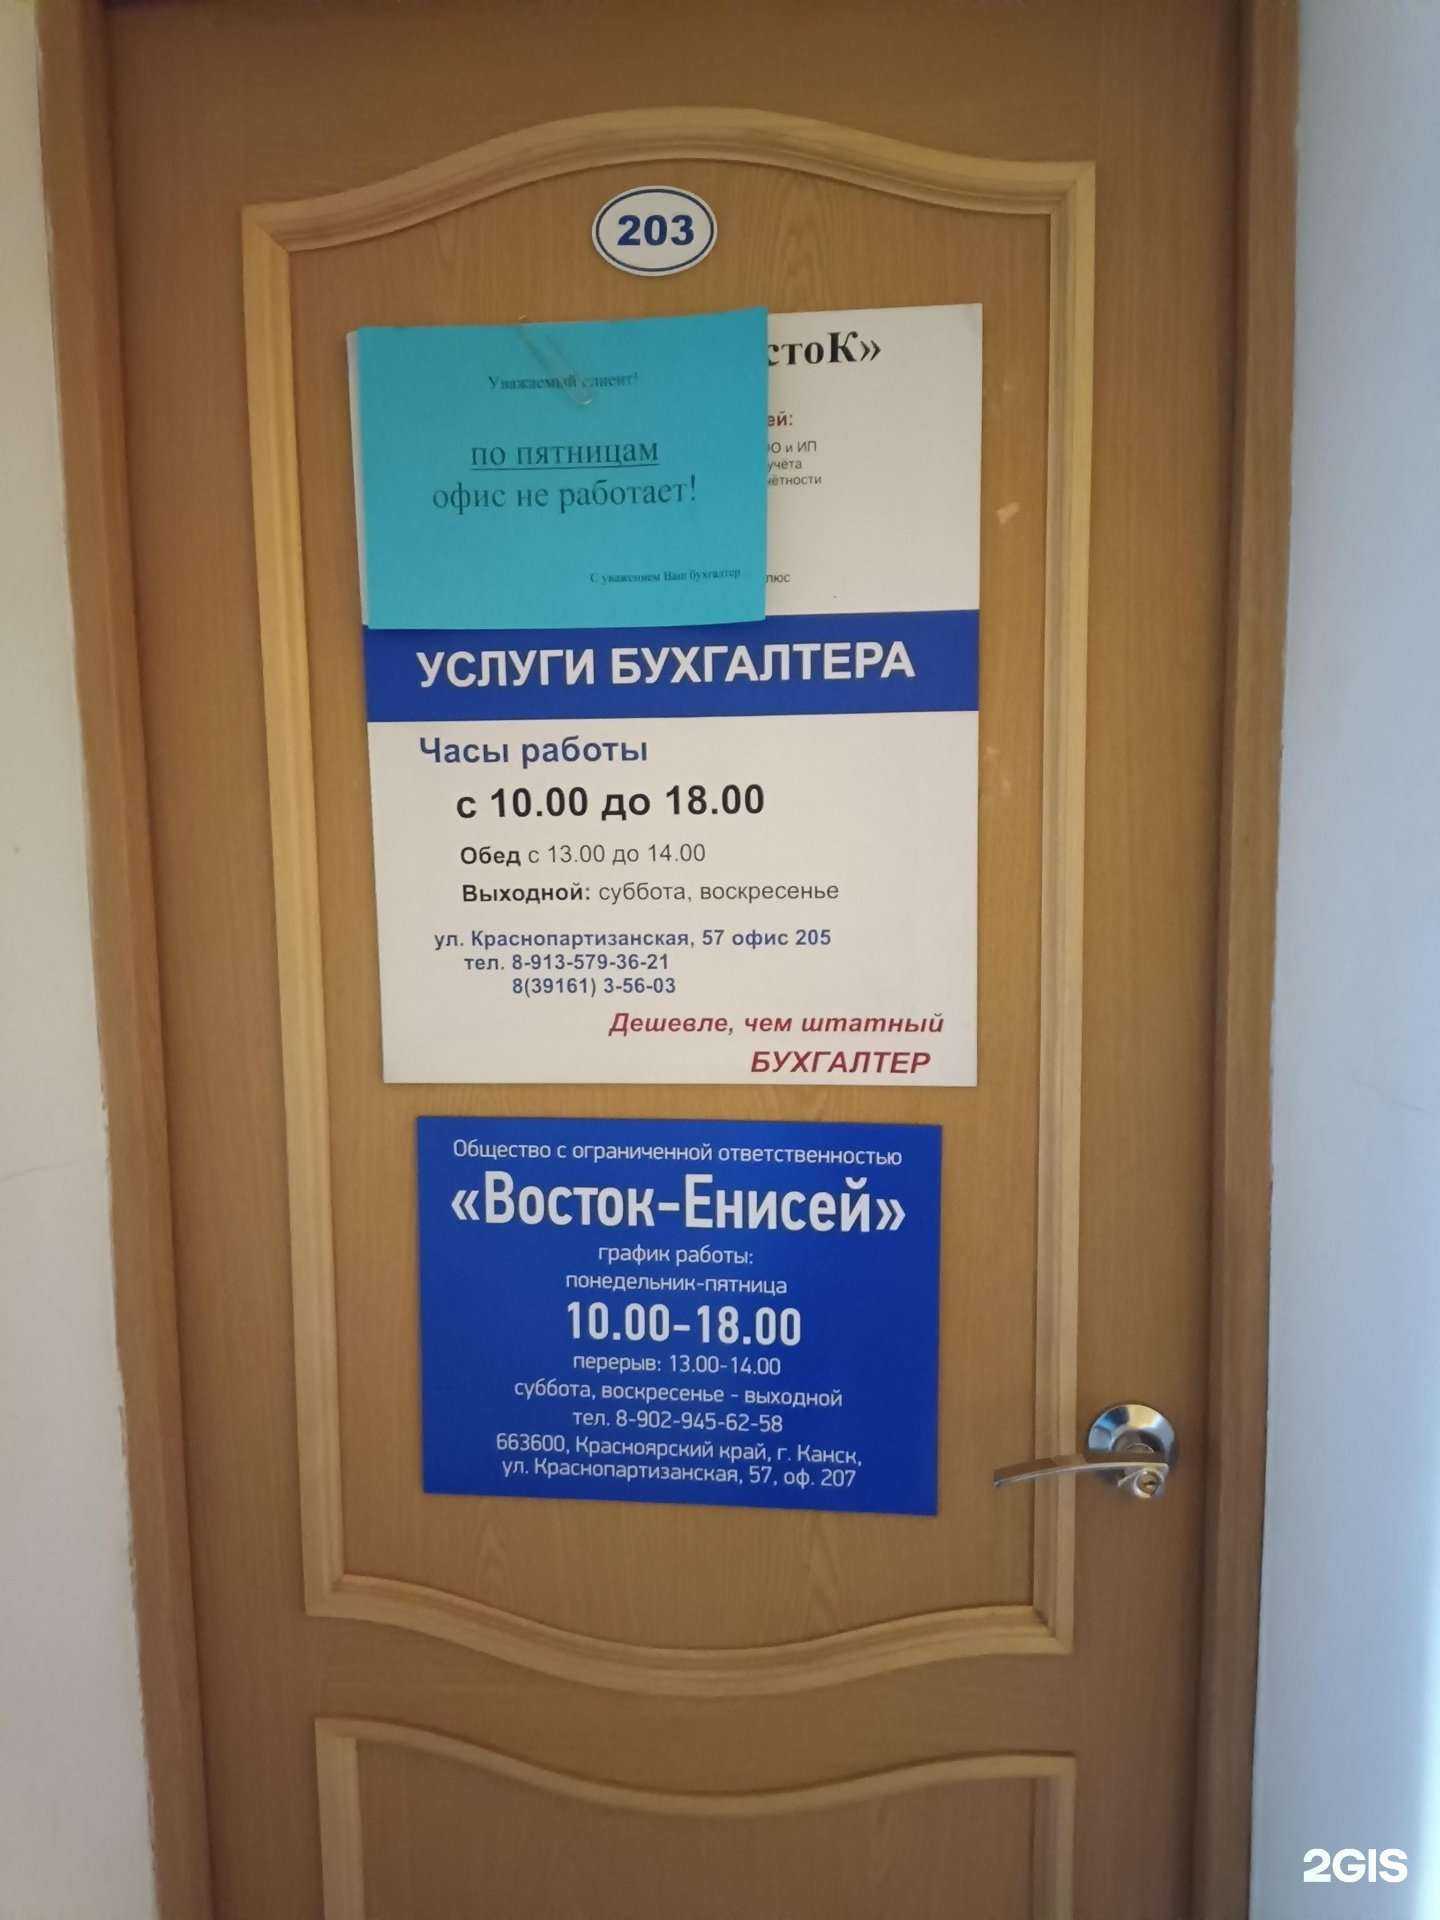 203
стоК»
Уважаемый клиент!
ей:
по пятницам
О и ИП
учёта
офис не работает!
чётности
С уважением Ваш бухгалтер
люс
УСЛУГИ БУХГАЛТЕРА
Часы работы
с 10.00 до 18.00
Обед с 13.00 до 14.00
Выходной: суббота, воскресенье
ул. Краснопартизанская, 57 офис 205
тел. 8-913-579-36-21
8(39161) 3-56-03
Дешевле, чем штатный
БУХГАЛТЕР
Общество с ограниченной ответственностью
«Восток-Енисей»
график работы:
понедельник-пятница
10.00-18.00
перерыв: 13.00-14.00
суббота, воскресенье - выходной
тел. 8-902-945-62-58
663600, Красноярский край, г. Канск,
ул. Краснопартизанская, 57, оф. 207
2GIS